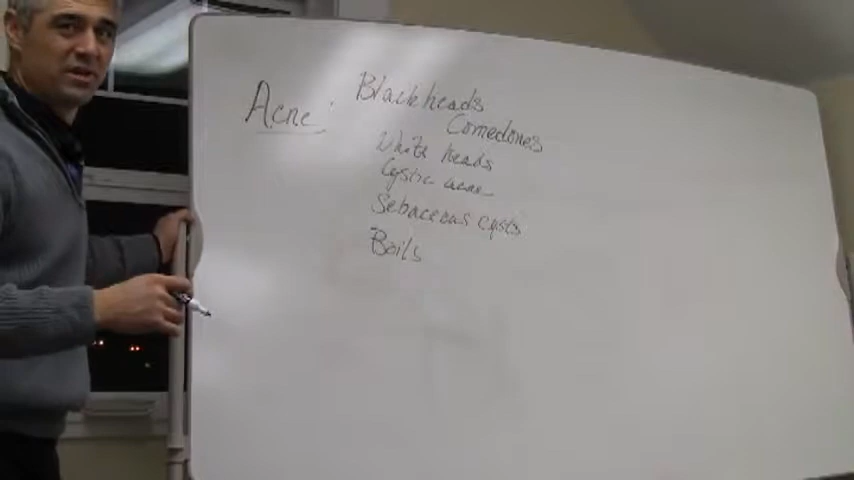 Acne: Blackheads
Comedones
White heads
Cystic acne
Sebaceous cysts
Boils